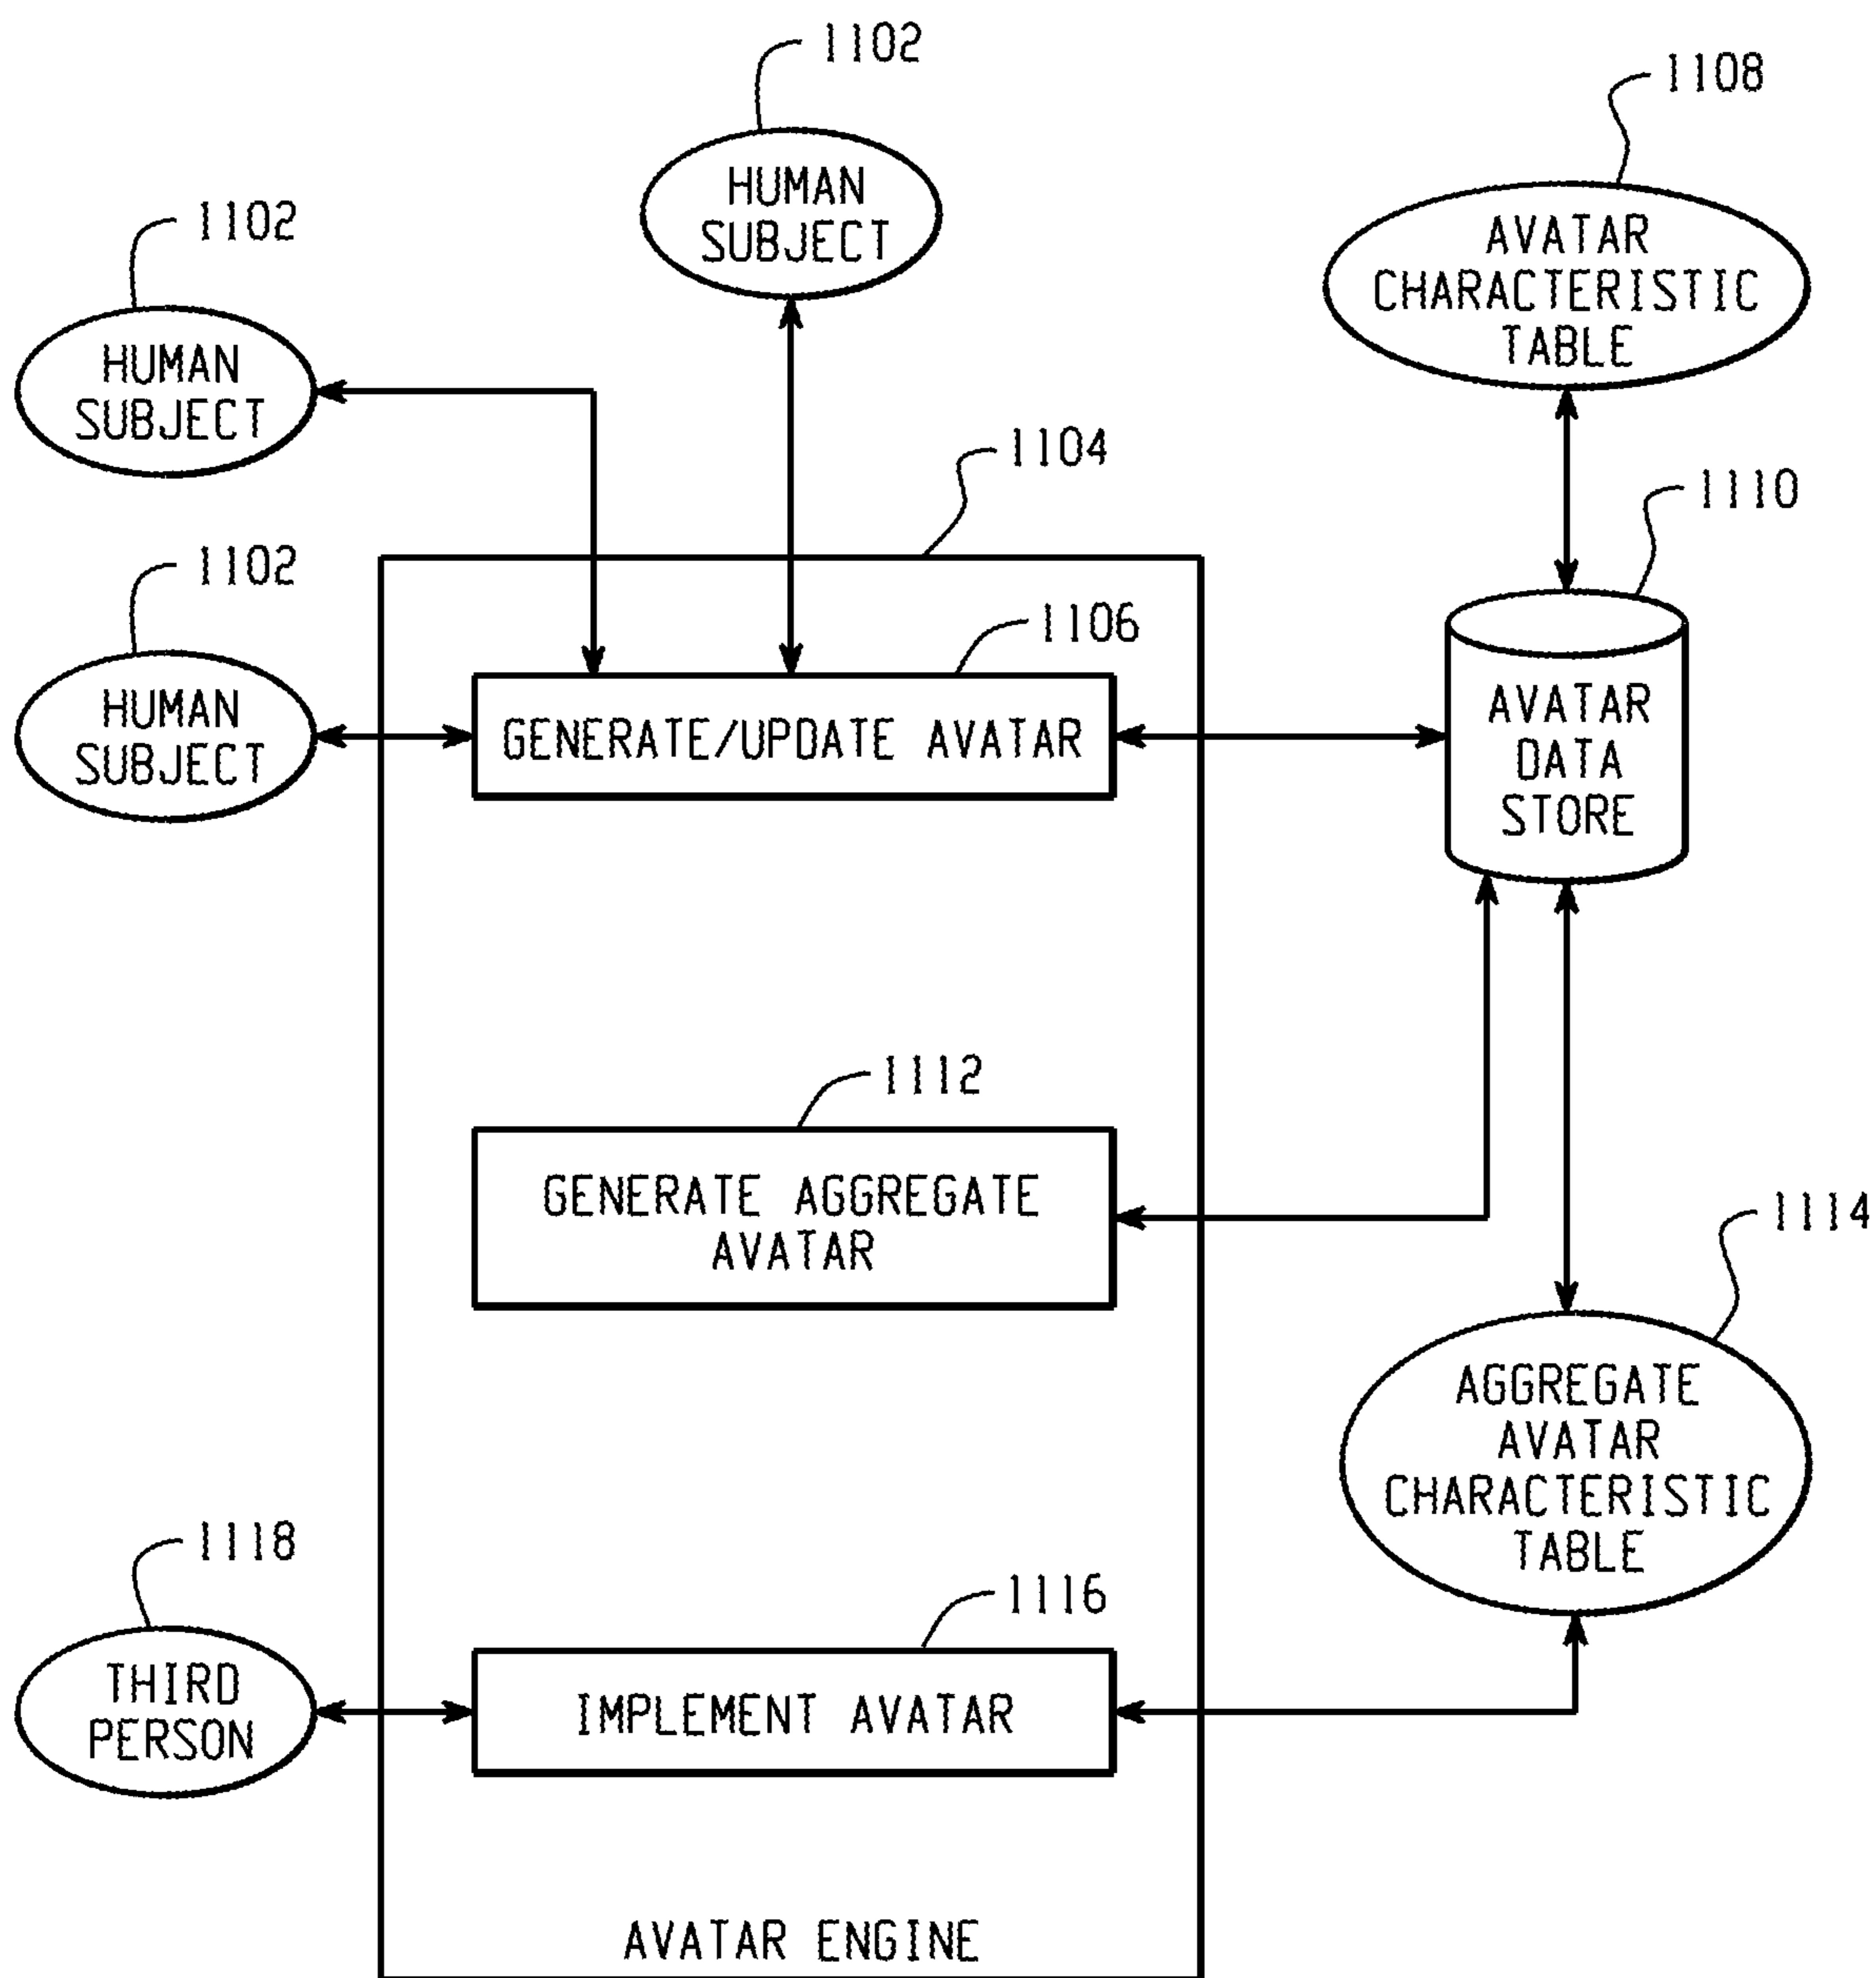 1102
HUMAN
SUBJECT
1108
AVATAR
CHARACTERISTIC
TABLE
1102
HUMAN
SUBJECT
1104
1110
AVATAR
DATA
STORE
1102
HUMAN
SUBJECT
1106
GENERATE/UPDATE AVATAR
1112
GENERATE AGGREGATE
AVATAR
1114
AGGREGATE
AVATAR
CHARACTERISTIC
TABLE
1118
THIRD
PERSON
1116
IMPLEMENT AVATAR
AVATAR ENGINE